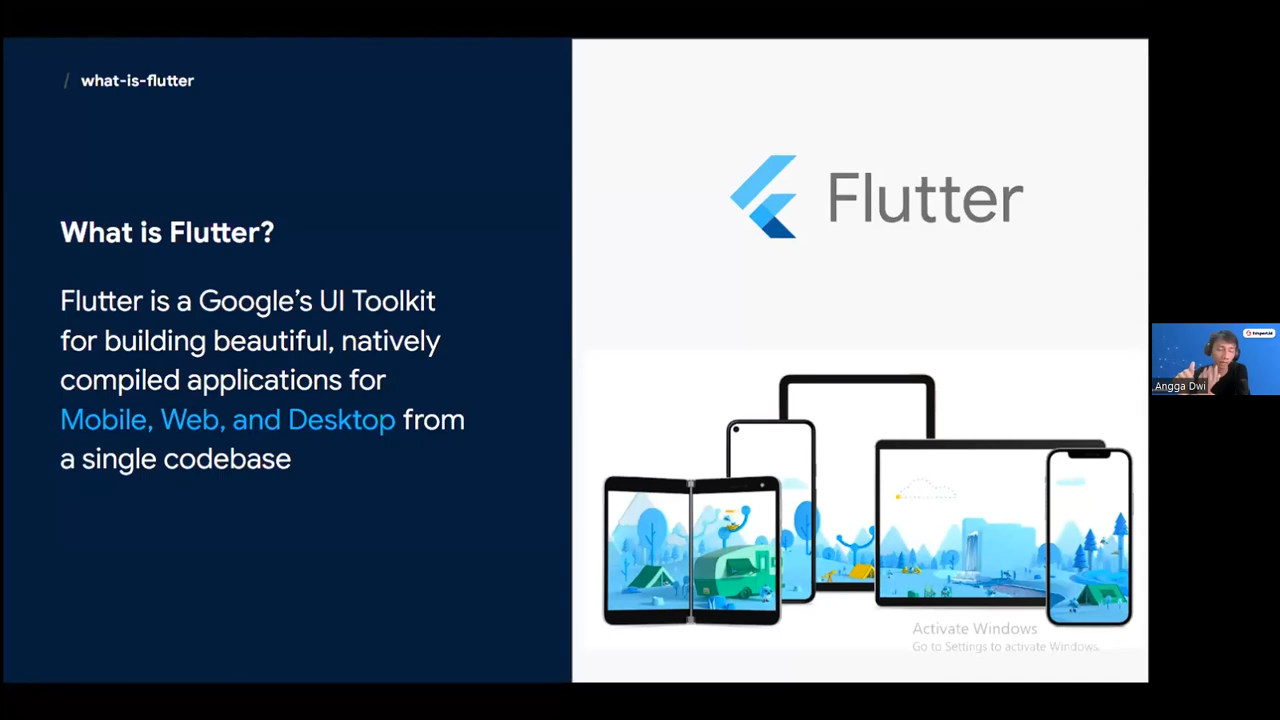 / what-is-flutter
What is Flutter?
Flutter is a Google's UI Toolkit
for building beautiful, natively
compiled applications for
Mobile, Web, and Desktop from
a single codebase
Flutter
Activate Windows
Go to Settings to activate Windows.
Angga Dwi